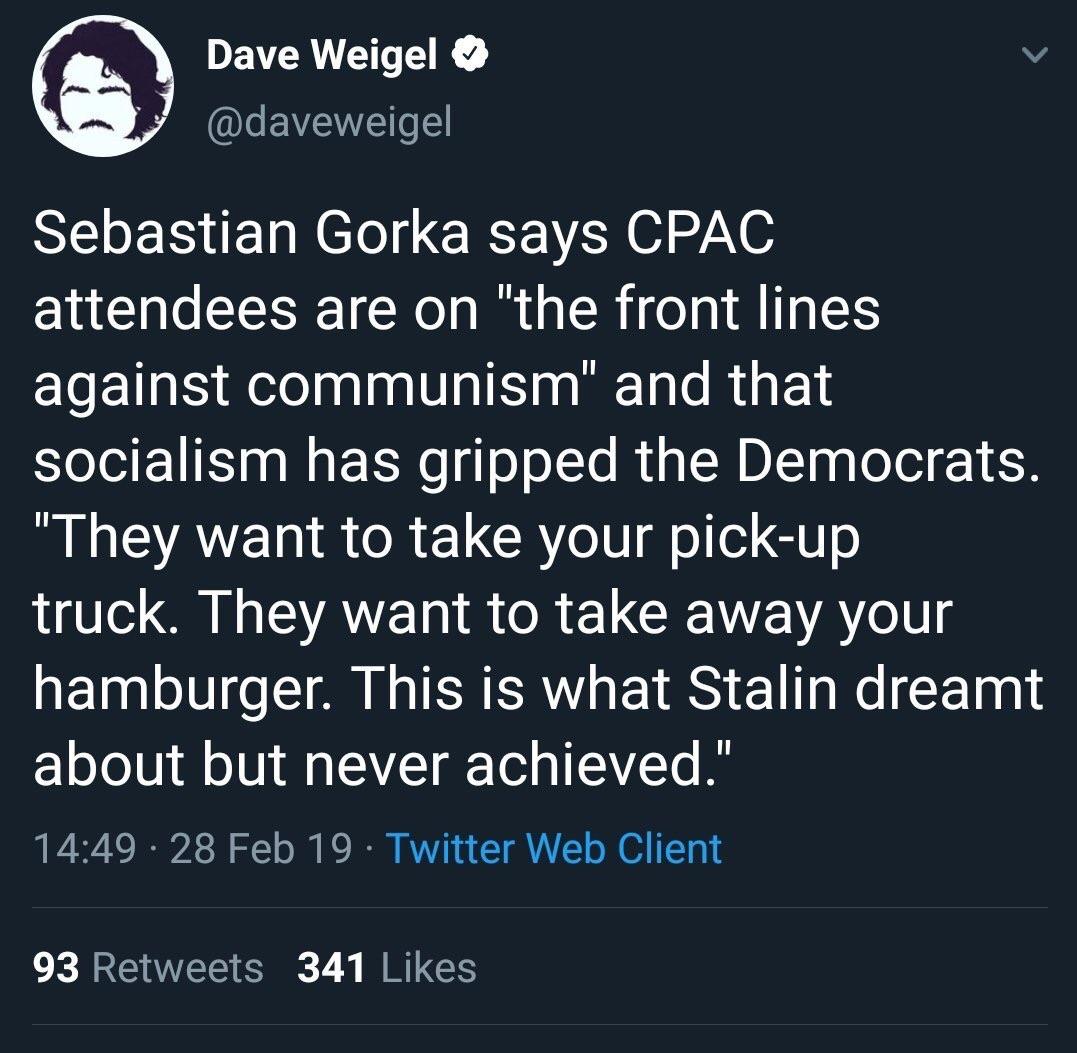 Dave Weigel
@daveweigel
Sebastian Gorka says CPAC
attendees are on "the front lines
against communism" and that
socialism has gripped the Democrats.
"They want to take your pick-up
truck. They want to take away your
hamburger. This is what Stalin dreamt
about but never achieved."
14:49 · 28 Feb 19 · Twitter Web Client
93 Retweets 341 Likes